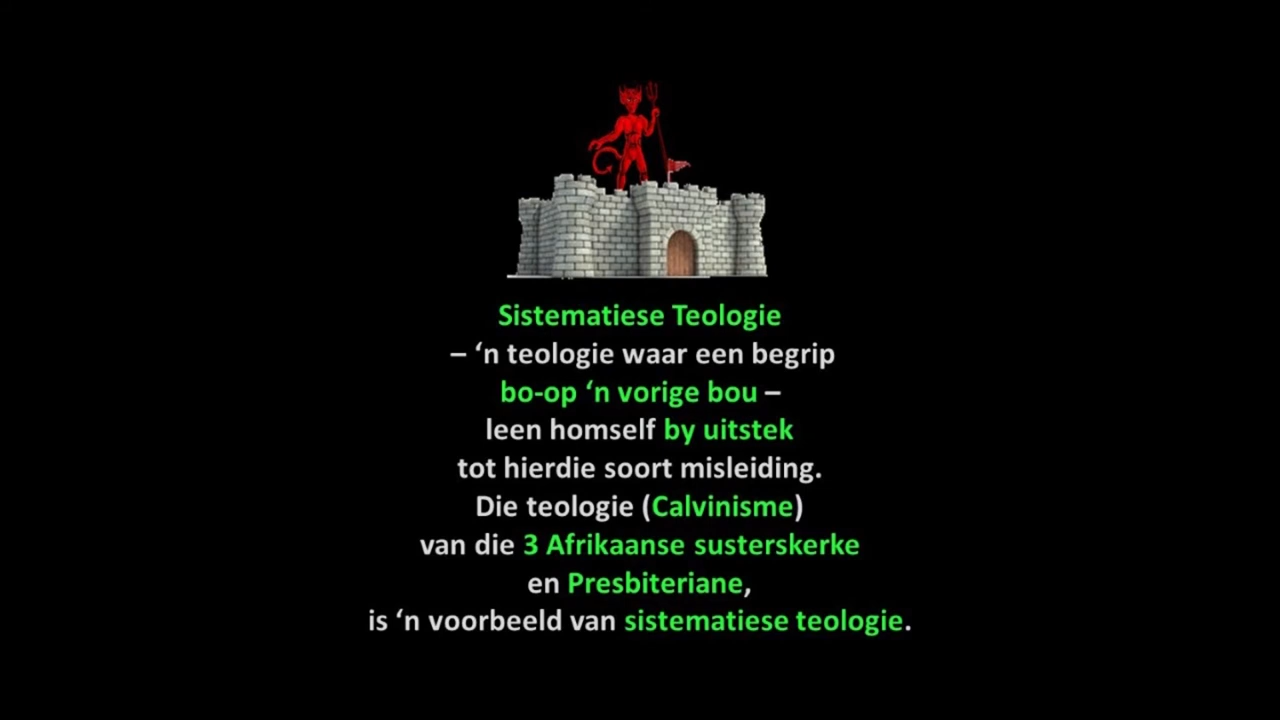 Sistematiese Teologie
– ‘n teologie waar een begrip
bo-op ‘n vorige bou –
leen homself by uitstek
tot hierdie soort misleiding.
Die teologie (Calvinisme)
van die 3 Afrikaanse susterskerke
en Presbiteriane,
is ‘n voorbeeld van sistematiese teologie.